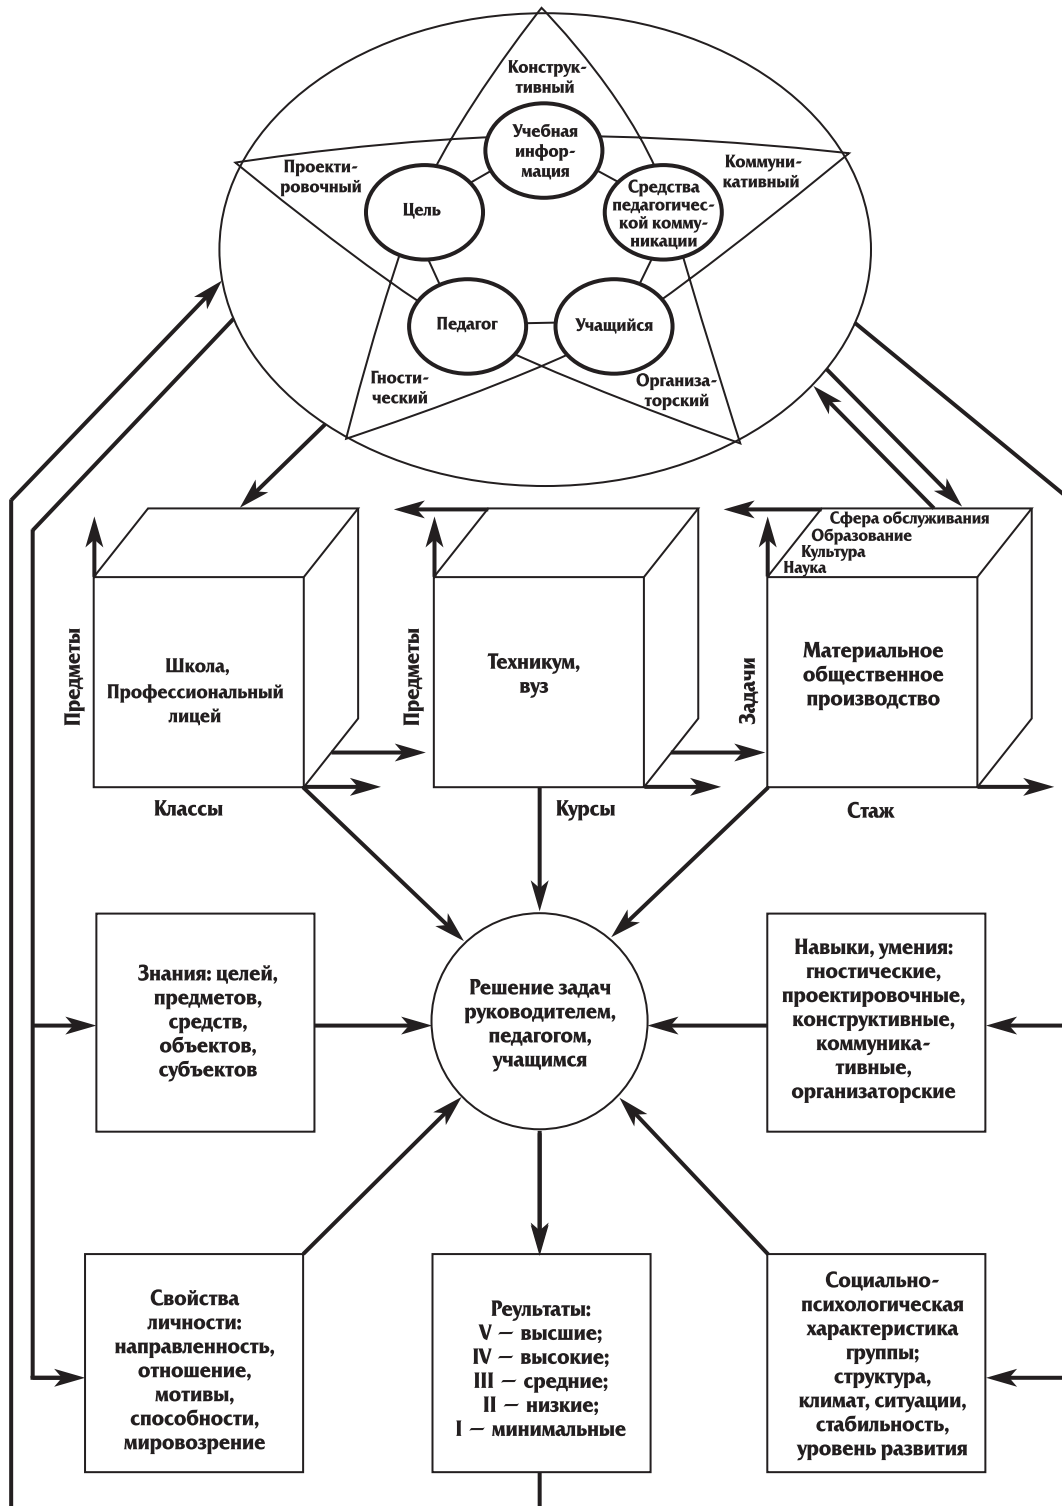 Конструк-
тивный
Учебная
инфор-
мация
Проекти-
ровочный
Коммуни-
кативный
Цель
Средства
педагогичес-
кой комму-
никации
Педагог
Учащийся
Гности-
ческий
Организа-
торский
Предметы
Школа,
Профессиональный
лицей
Классы
Предметы
Техникум,
вуз
Курсы
Сфера обслуживания
Образование
Культура
Наука
Задачи
Материальное
общественное
производство
Стаж
Знания: целей,
предметов,
средств,
объектов,
субъектов
Решение задач
руководителем,
педагогом,
учащимся
Навыки, умения:
гностические,
проектировочные,
конструктивные,
коммуника-
тивные,
организаторские
Свойства
личности:
направленность,
отношение,
мотивы,
способности,
мировозрение
Реультаты:
V — высшие;
IV — высокие;
III — средние;
II — низкие;
I — минимальные
Социально-
психологическая
характеристика
группы;
структура,
климат, ситуации,
стабильность,
уровень развития